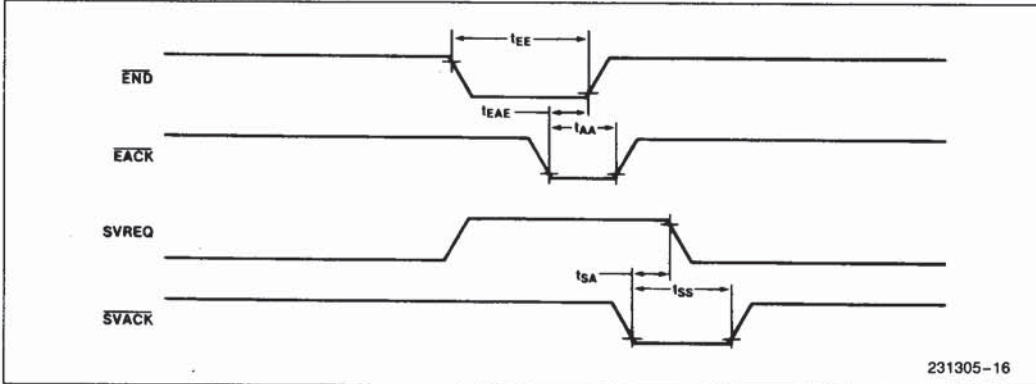 tEE
END
tEAE
tAA
EACK
SVREQ
tSA
tSS
SVACK
231305-16